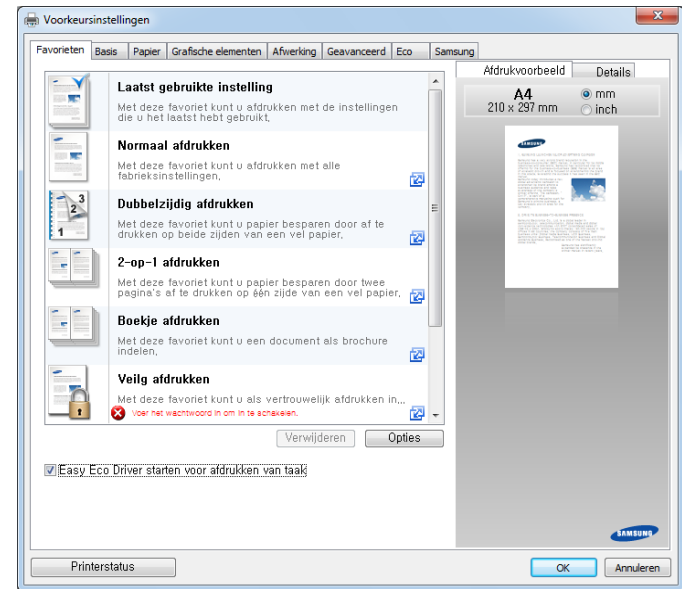 Voorkeursinstellingen
Favorieten Basis Papier Grafische elementen Afwerking Geavanceerd Eco Samsung
Laatst gebruikte instelling
Met deze favoriet kunt u afdrukken met de instellingen
die u het laatst hebt gebruikt.
Normaal afdrukken
Met deze favoriet kunt u afdrukken met alle
fabrieksinstellingen.
Dubbelzijdig afdrukken
Met deze favoriet kunt u papier besparen door af te
drukken op beide zijden van een vel papier.
2-op-1 afdrukken
Met deze favoriet kunt u papier besparen door twee
pagina's af te drukken op één zijde van een vel papier.
Boekje afdrukken
Met deze favoriet kunt u een document als brochure
indelen.
Veilg afdrukken
Met deze favoriet kunt u als vertrouwelijk afdrukken in...
Voer het wachtwoord in om in te schakelen.
Verwijderen Opties
Easy Eco Driver starten voor afdrukken van taak
Afdrukvoorbeeld Details
A4
210 x 297 mm
mm
inch
SAMSUNG
SAMSUNG
Printerstatus
OK Annuleren